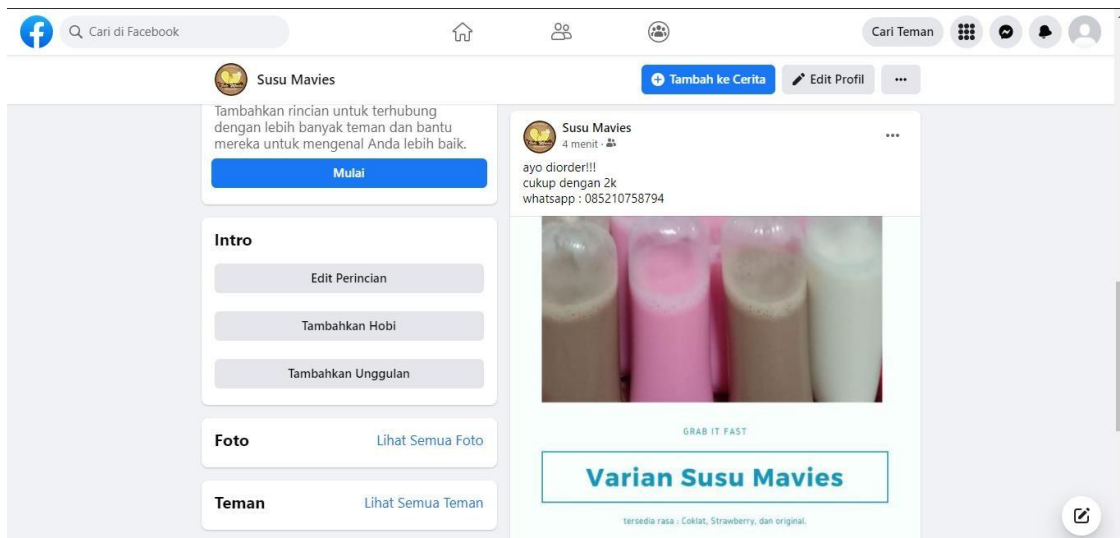 Cari di Facebook
Cari Teman
Susu Mavies
Tambah ke Cerita
Edit Profil
Tambahkan rincian untuk terhubung
dengan lebih banyak teman dan bantu
mereka untuk mengenal Anda lebih baik.
Mulai
Intro
Edit Perincian
Tambahkan Hobi
Tambahkan Unggulan
Foto
Lihat Semua Foto
Teman
Lihat Semua Teman
Susu Mavies
4 menit ·
ayo diorder!!!
cukup dengan 2k
whatsapp : 085210758794
GRAB IT FAST
Varian Susu Mavies
tersedia rasa : Coklat, Strawberry, dan original.